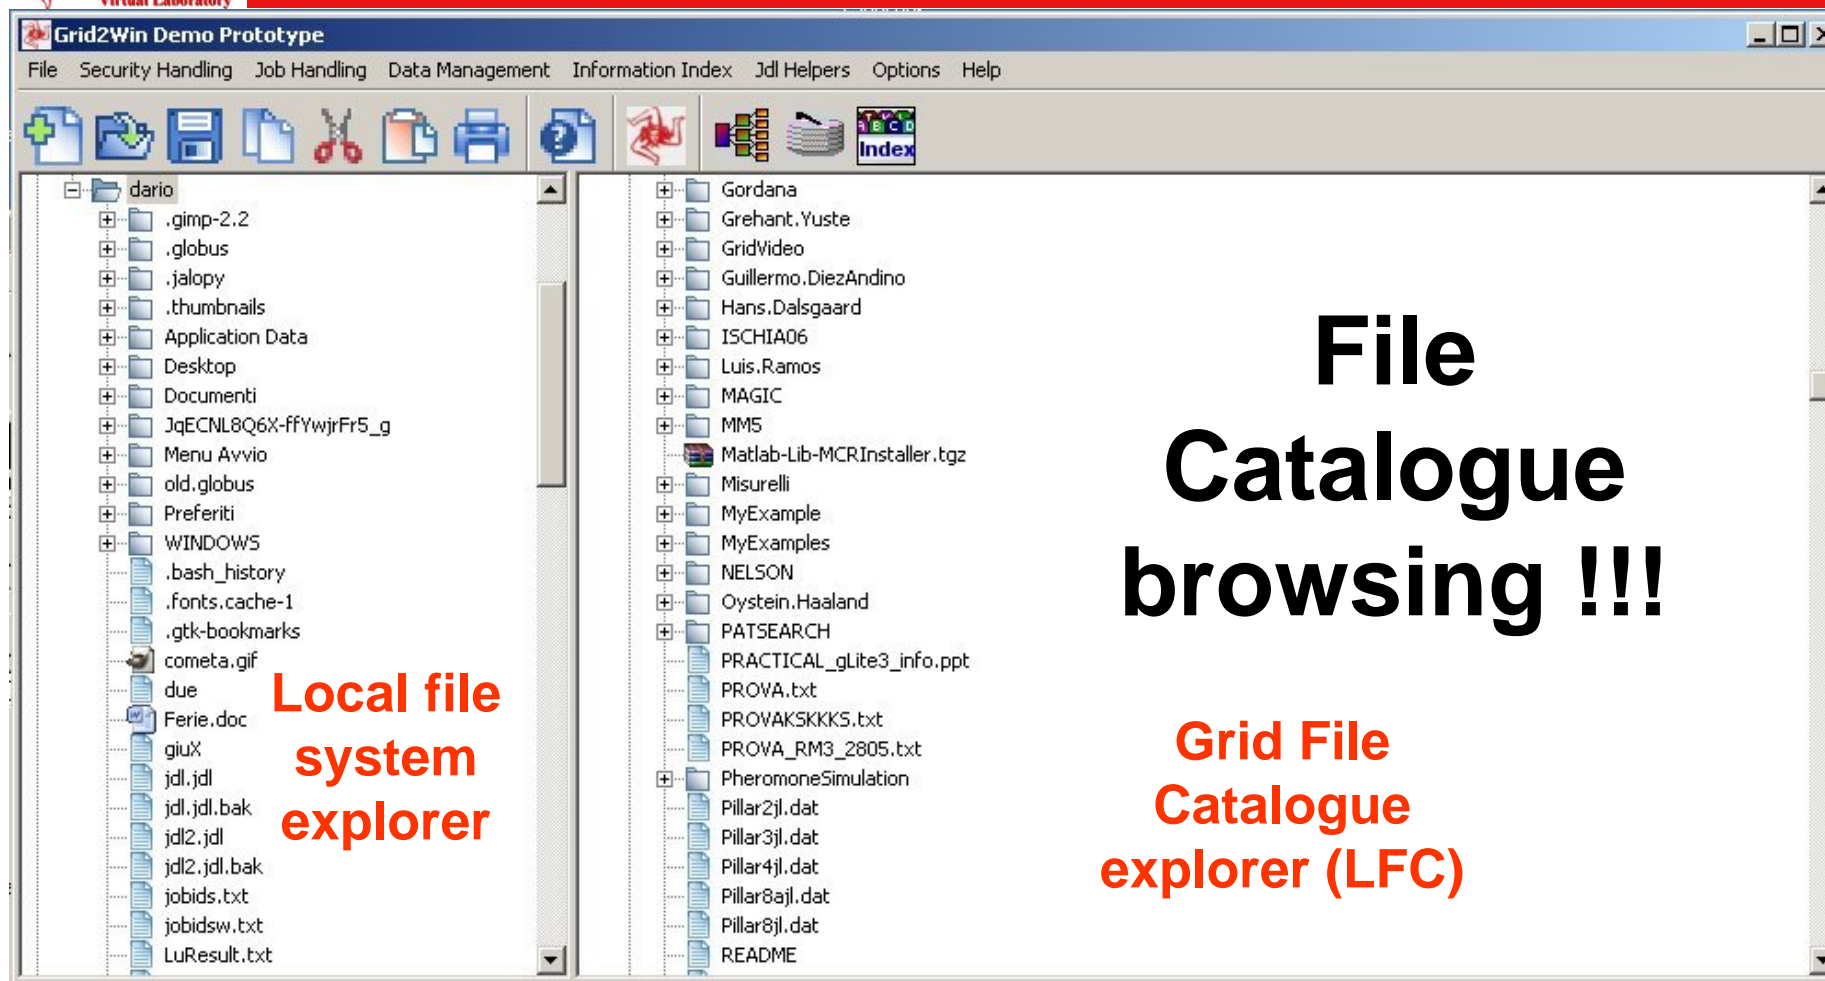 Virtual Laboratory
Grid2Win Demo Prototype
File Security Handling Job Handling Data Management Information Index Jdl Helpers Options Help
A B C D
Index
dario
.gimp-2.2
.globus
.jalopy
.thumbnails
Application Data
Desktop
Documenti
JqECNL8Q6X-ffYwjrFr5_g
Menu Avvio
old.globus
Preferiti
WINDOWS
.bash_history
.fonts.cache-1
.gtk-bookmarks
cometa.gif
due
Ferie.doc
giuX
jdl.jdl
jdl.jdl.bak
jdl2.jdl
jdl2.jdl.bak
jobids.txt
jobidsw.txt
LuResult.txt
Local file
system
explorer
Gordana
Grehant.Yuste
GridVideo
Guillermo.DiezAndino
Hans.Dalsgaard
ISCHIA06
Luis.Ramos
MAGIC
MM5
Matlab-Lib-MCRInstaller.tgz
Misurelli
MyExample
MyExamples
NELSON
Oystein.Haaland
PATSEARCH
PRACTICAL_gLite3_info.ppt
PROVA.txt
PROVAKSKKKS.txt
PROVA_RM3_2805.txt
PheromoneSimulation
Pillar2jl.dat
Pillar3jl.dat
Pillar4jl.dat
Pillar8ajl.dat
Pillar8jl.dat
README
File
Catalogue
browsing !!!
Grid File
Catalogue
explorer (LFC)